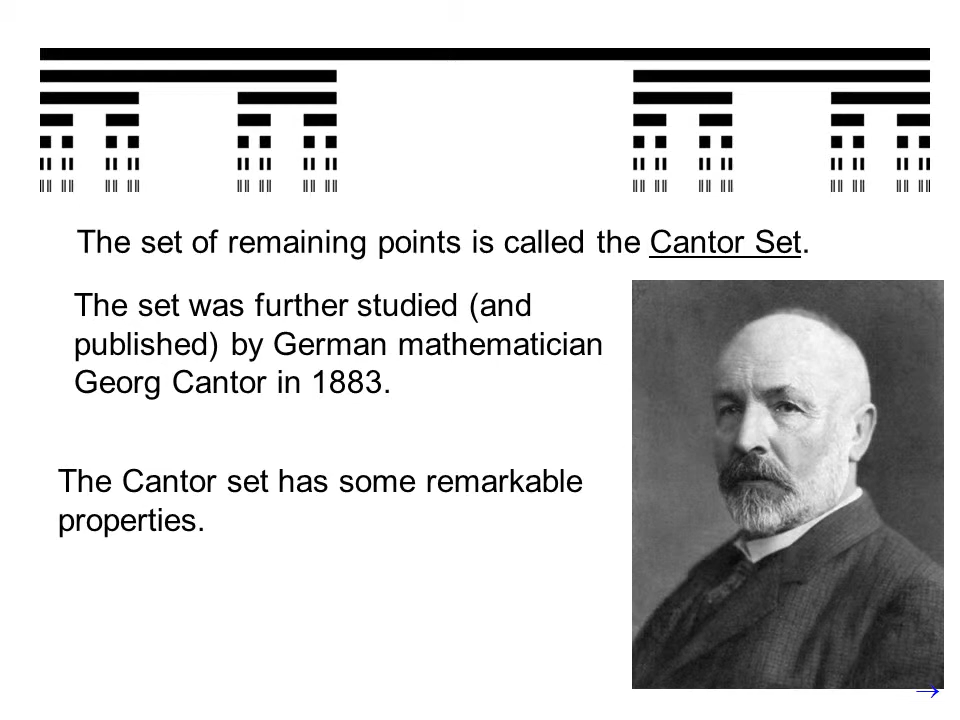 The set of remaining points is called the Cantor Set.
The set was further studied (and
published) by German mathematician
Georg Cantor in 1883.
The Cantor set has some remarkable
properties.
→